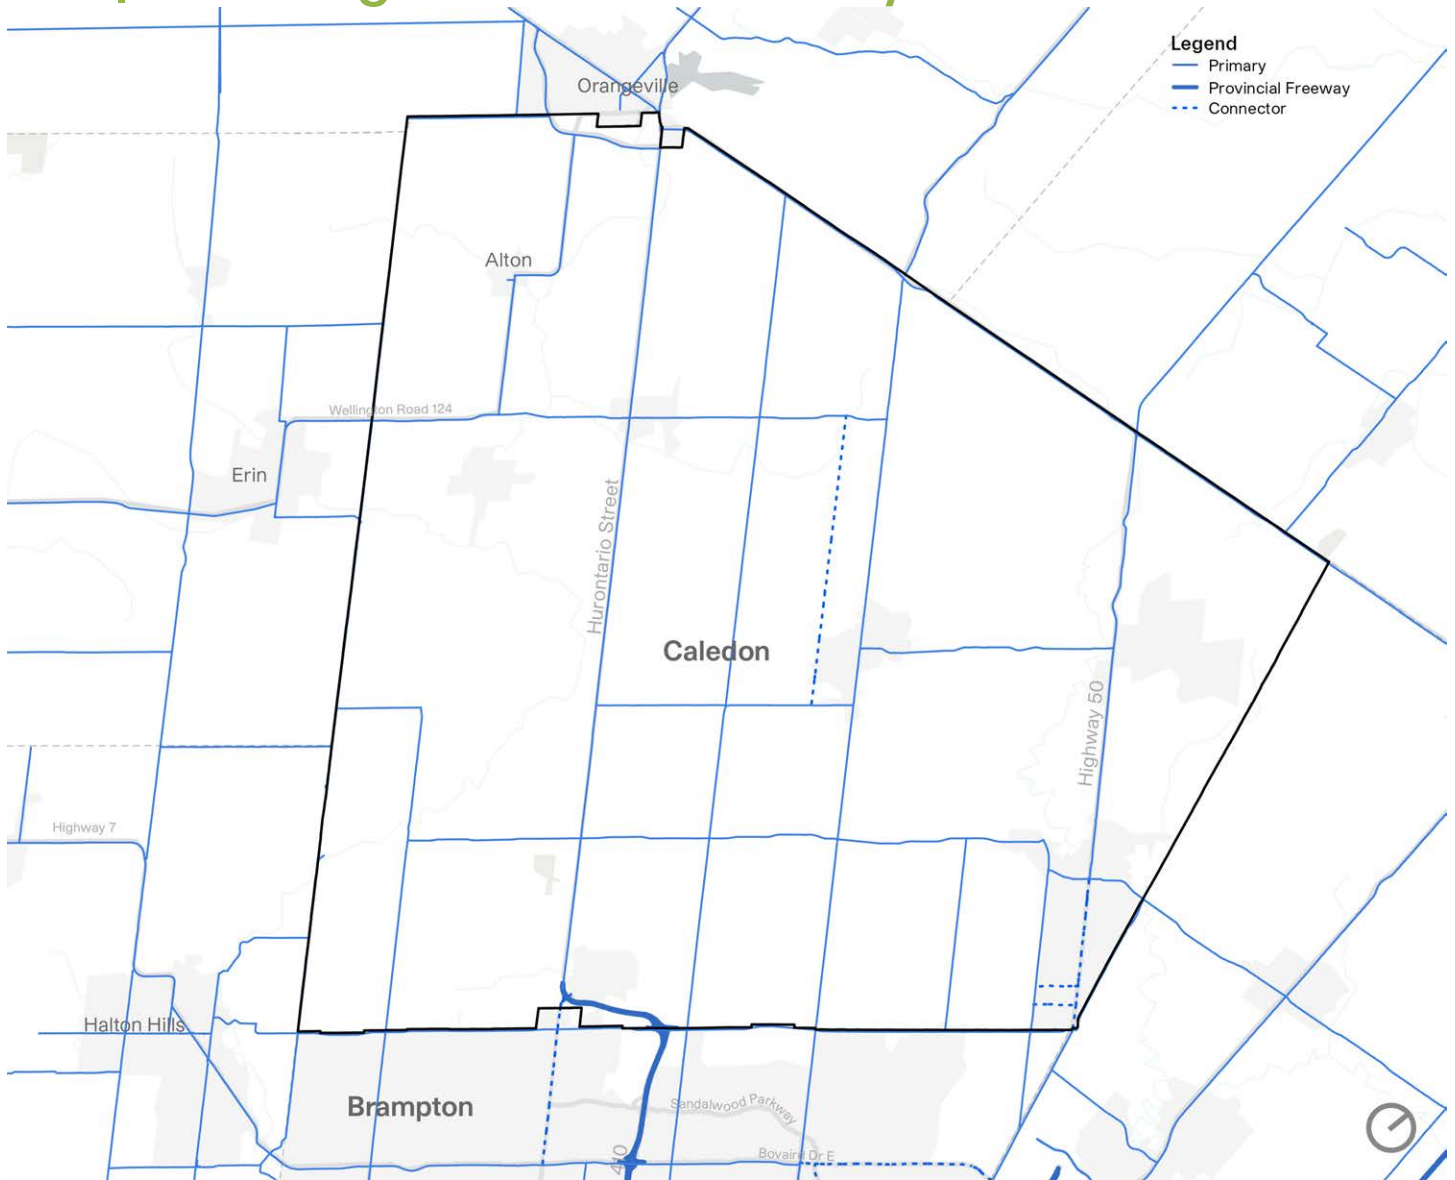 Legend
Primary
Provincial Freeway
Connector
Orangeville
Alton
Wellington Road 124
Erin
Hurontario Street
Caledon
Highway 50
Highway 7
Halton Hills
Brampton
Sandalwood Parkway
410
Bovaird Dr E